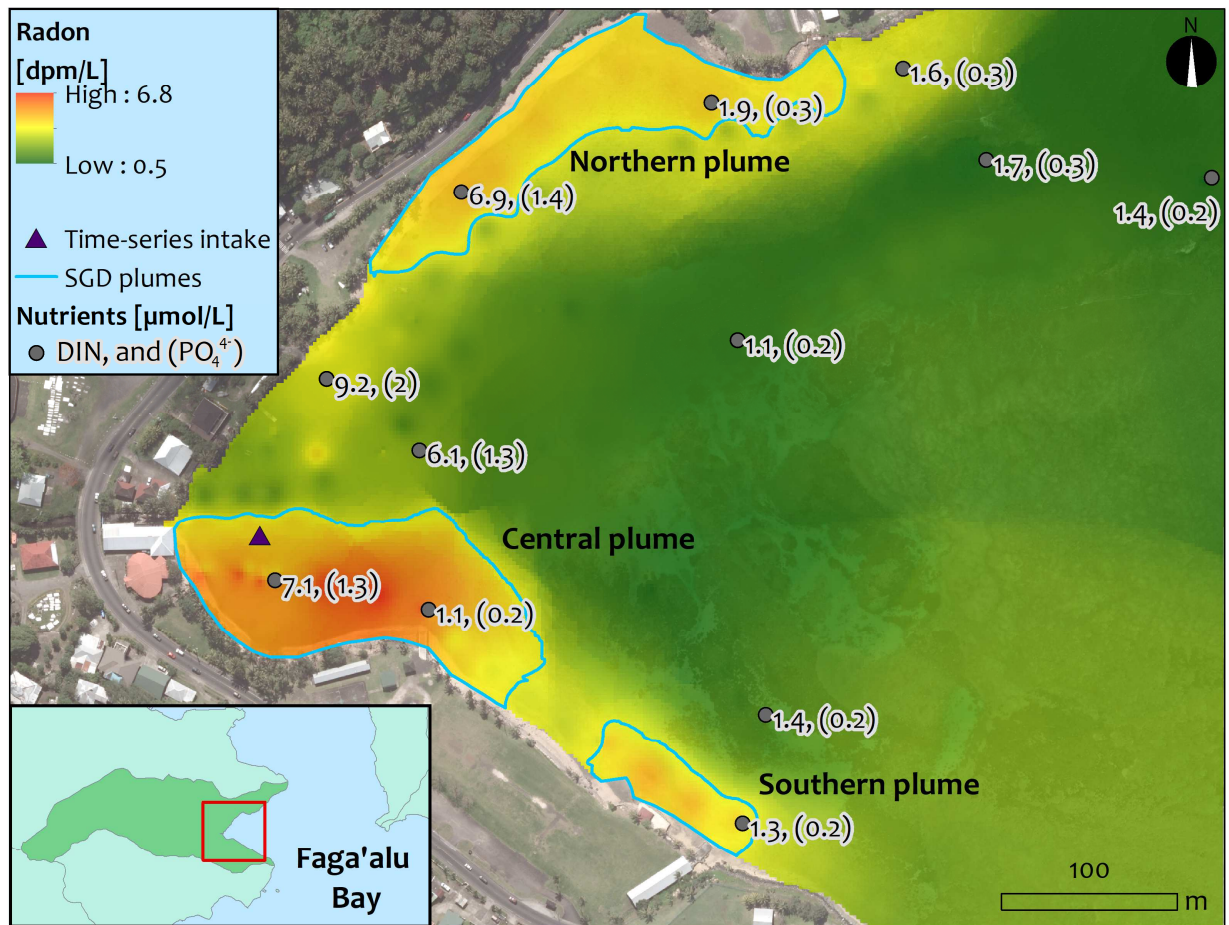 Radon
[dpm/L]
High : 6.8
Low : 0.5
Time-series intake
SGD plumes
Nutrients [µmol/L]
DIN, and (PO₄⁴⁻)
N
1.6, (0.3)
1.9, (0.3)
Northern plume
1.7, (0.3)
6.9, (1.4)
1.4, (0.2)
1.1, (0.2)
9.2, (2)
6.1, (1.3)
Central plume
7.1, (1.3)
1.1, (0.2)
1.4, (0.2)
Southern plume
1.3, (0.2)
Faga'alu
Bay
100
m